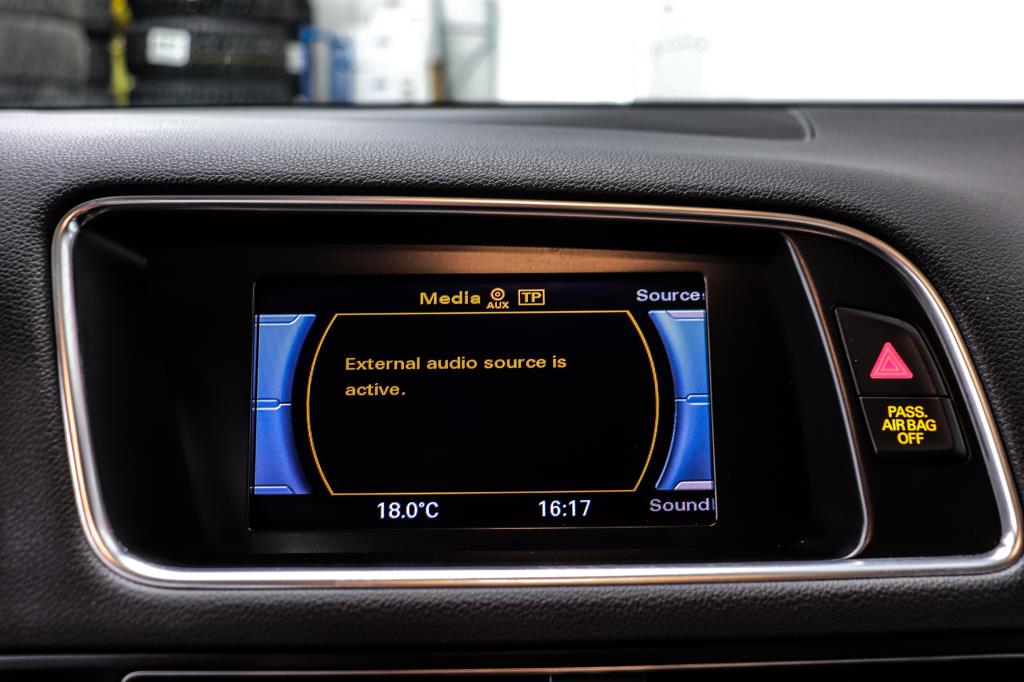 Media AUX TP
Source
External audio source is
active.
18.0°C
16:17
Sound
PASS.
AIR BAG
OFF